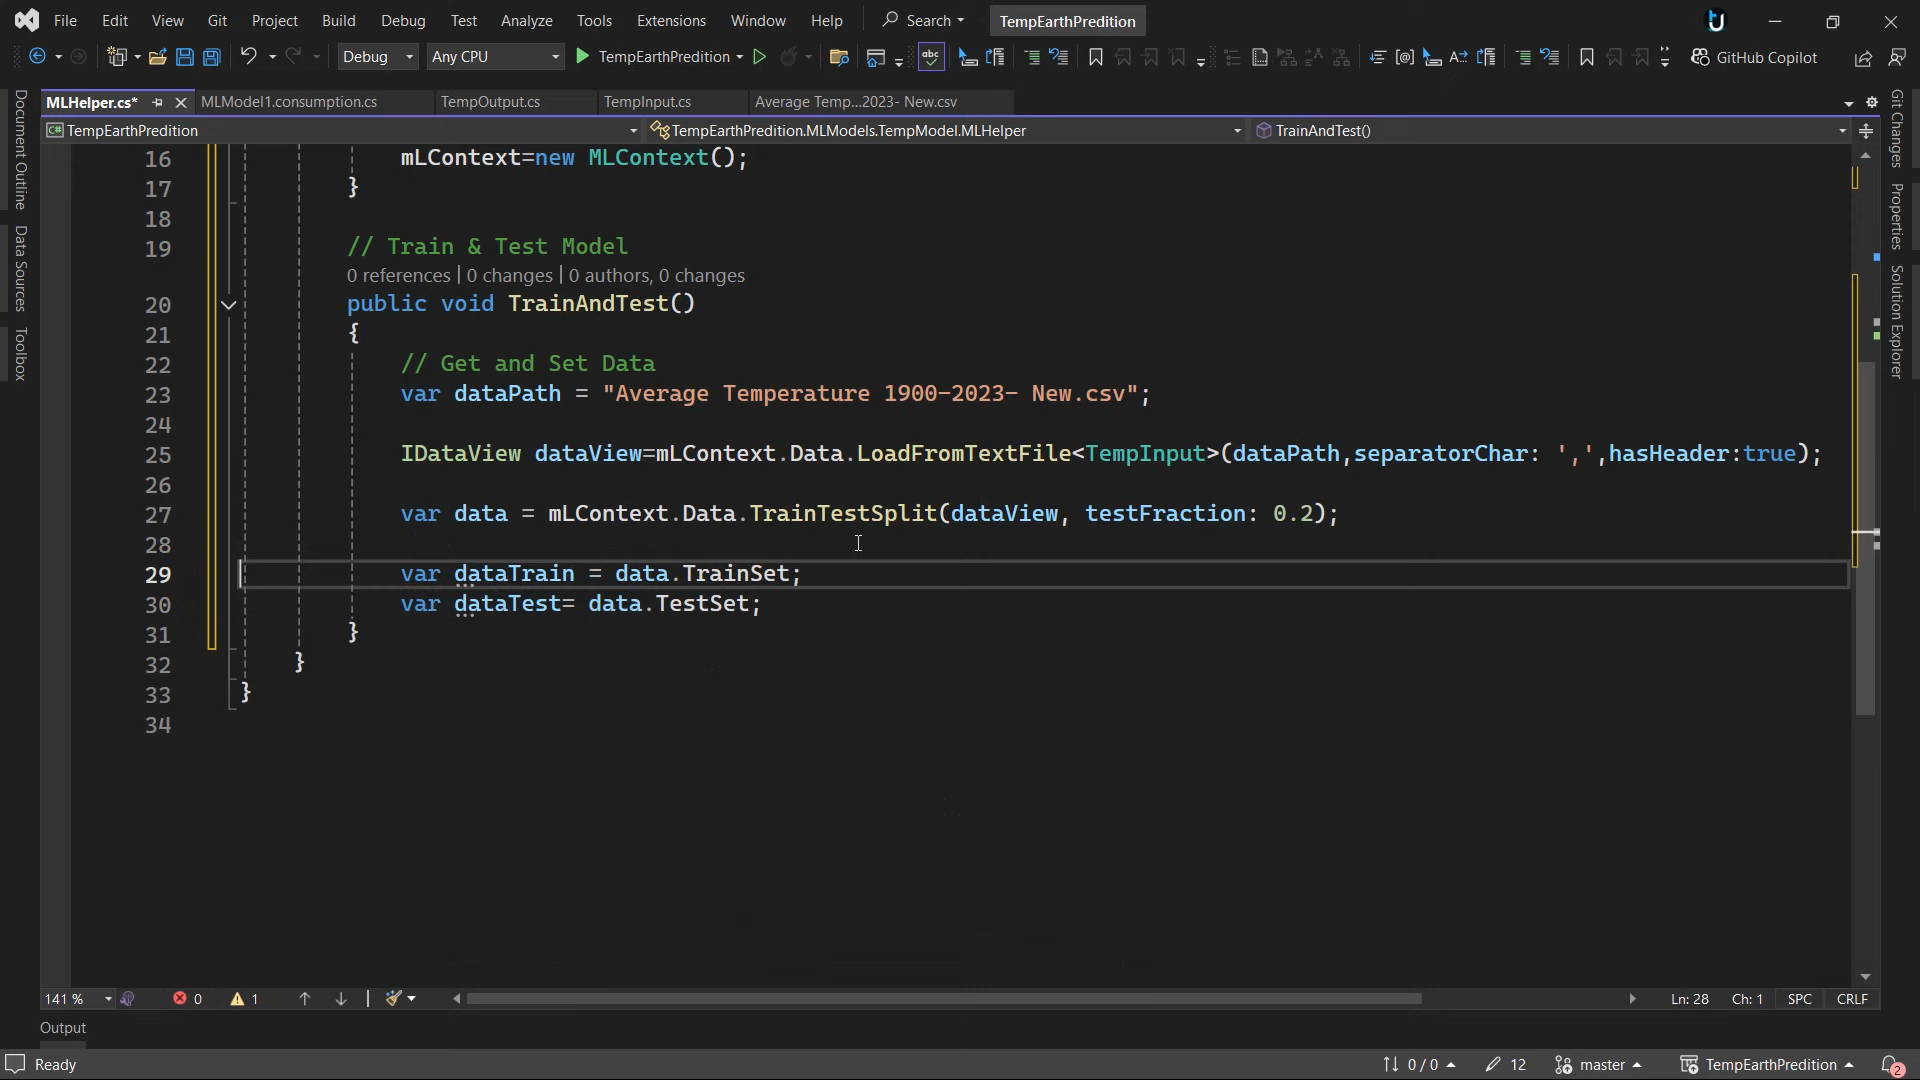 File Edit View Git Project Build Debug Test Analyze Tools Extensions Window Help Search TempEarthPredition
Debug Any CPU TempEarthPredition abc GitHub Copilot
MLHelper.cs* MLModel1.consumption.cs TempOutput.cs TempInput.cs Average Temp...2023- New.csv
C# TempEarthPredition TempEarthPredition.MLModels.TempModel.MLHelper TrainAndTest()
Document Outline
Data Sources
Toolbox
16 mLContext=new MLContext();
17 }
18
19 // Train & Test Model
0 references | 0 changes | 0 authors, 0 changes
20 public void TrainAndTest()
21 {
22 // Get and Set Data
23 var dataPath = "Average Temperature 1900-2023- New.csv";
24
25 IDataView dataView=mLContext.Data.LoadFromTextFile<TempInput>(dataPath,separatorChar: ',',hasHeader:true);
26
27 var data = mLContext.Data.TrainTestSplit(dataView, testFraction: 0.2);
28
29 var dataTrain = data.TrainSet;
30 var dataTest= data.TestSet;
31 }
32 }
33 }
34
Git Changes
Properties
Solution Explorer
141 % 0 1 Ln: 28 Ch: 1 SPC CRLF
Output
Ready 0 / 0 12 master TempEarthPredition 2